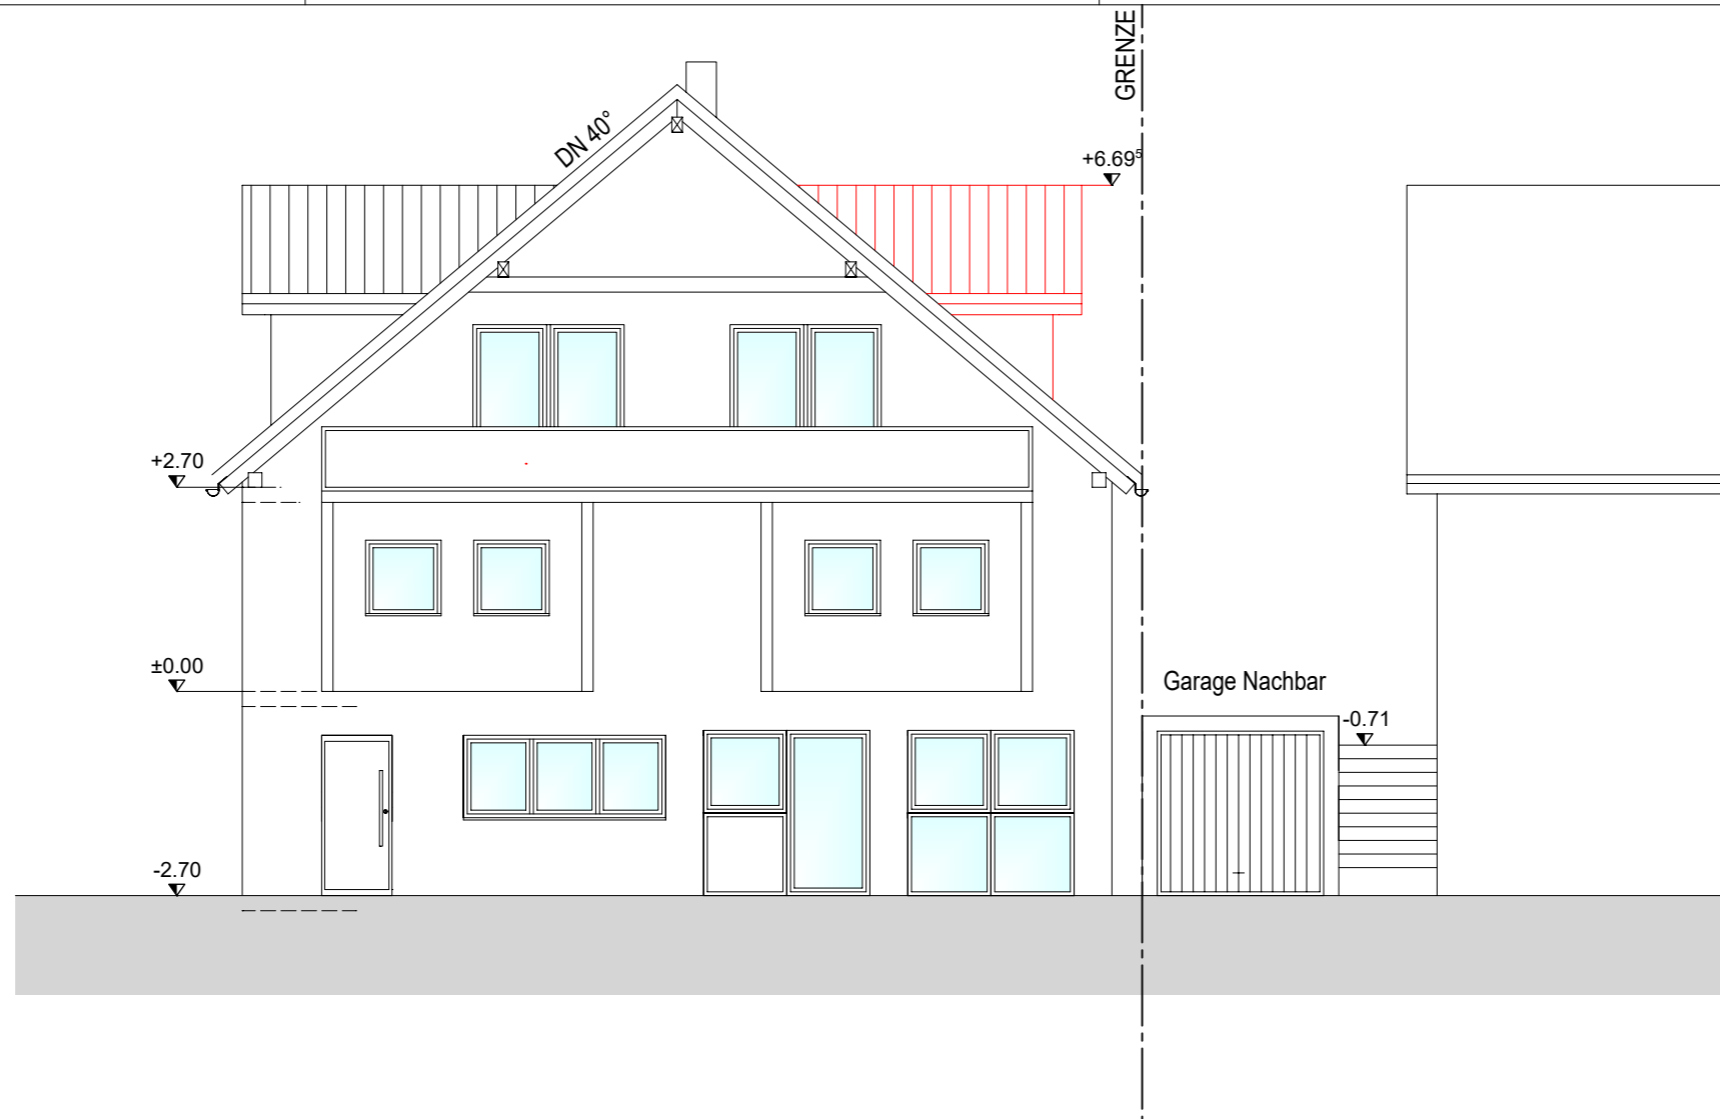 GRENZE
DN 40°
+6.69⁵
+2.70
±0.00
Garage Nachbar
-0.71
-2.70